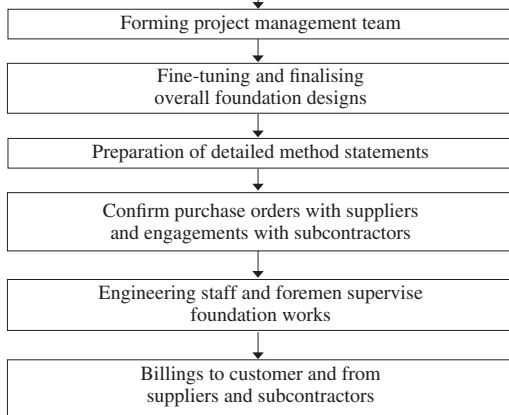 Forming project management team
Fine-tuning and finalising
overall foundation designs
Preparation of detailed method statements
Confirm purchase orders with suppliers
and engagements with subcontractors
Engineering staff and foremen supervise
foundation works
Billings to customer and from
suppliers and subcontractors